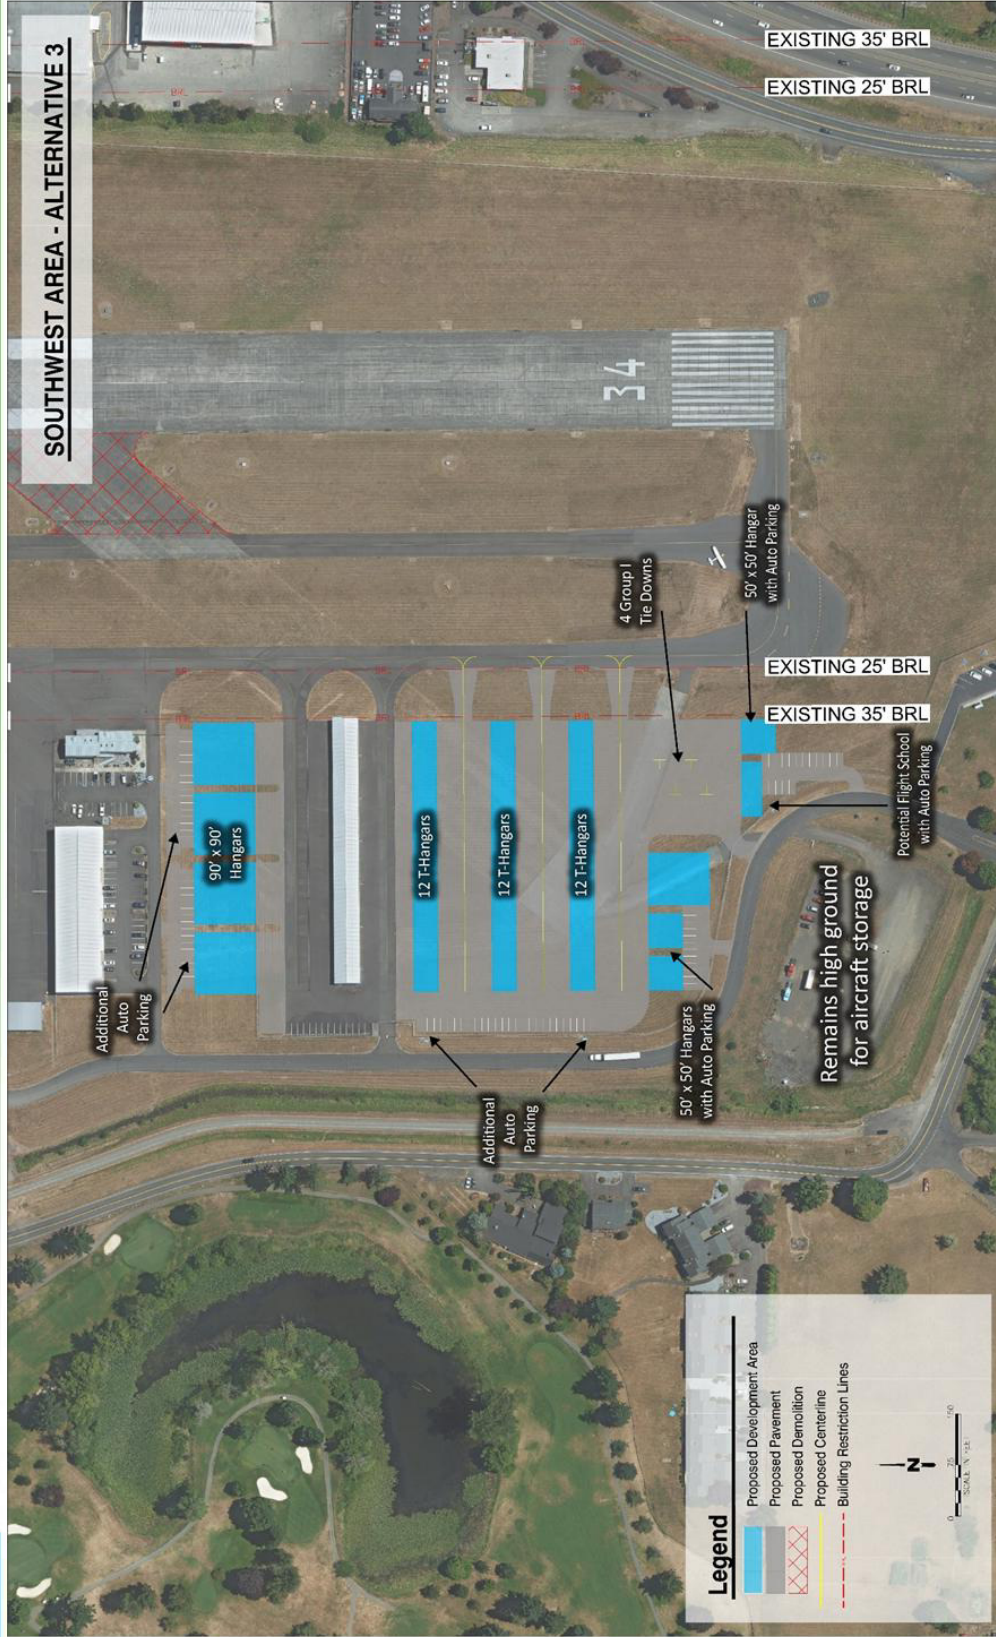 SOUTHWEST AREA - ALTERNATIVE 3
EXISTING 35' BRL
EXISTING 25' BRL
BRL
34
4 Group I
Tie Downs
50' x 50' Hangar
with Auto Parking
EXISTING 25' BRL
EXISTING 35' BRL
BRL
90' x 90'
Hangars
12 T-Hangars
12 T-Hangars
12 T-Hangars
Potential Flight School
with Auto Parking
Additional
Auto
Parking
Additional
Auto
Parking
50' x 50' Hangars
with Auto Parking
Remains high ground
for aircraft storage
Legend
Proposed Development Area
Proposed Pavement
Proposed Demolition
Proposed Centerline
Building Restriction Lines
N
0 75 150